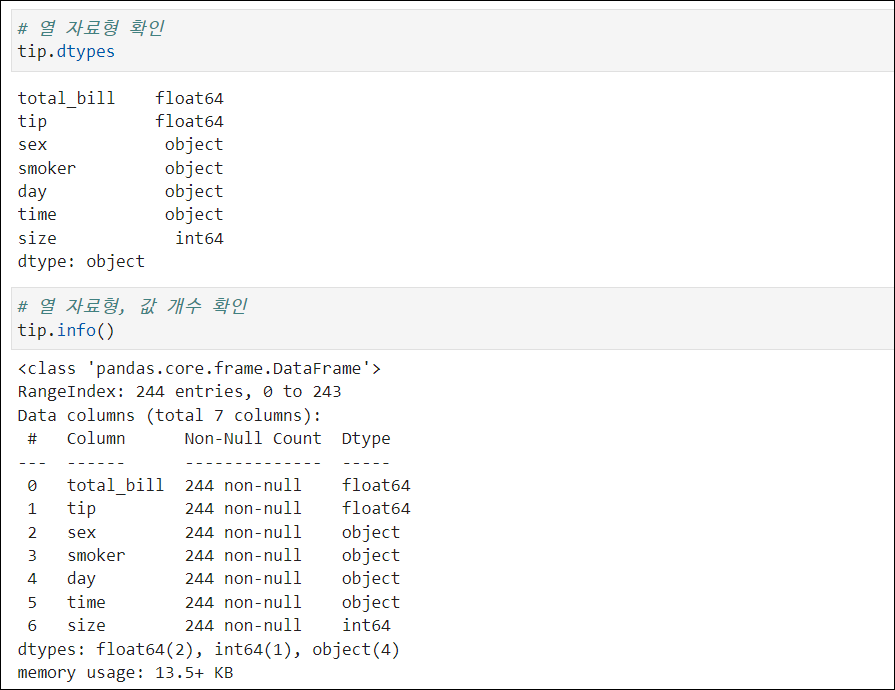 # 열 자료형 확인
tip.dtypes
total_bill    float64
tip           float64
sex            object
smoker         object
day            object
time           object
size            int64
dtype: object
# 열 자료형, 값 개수 확인
tip.info()
<class 'pandas.core.frame.DataFrame'>
RangeIndex: 244 entries, 0 to 243
Data columns (total 7 columns):
 #   Column      Non-Null Count  Dtype
---  ------      --------------  -----
 0   total_bill  244 non-null    float64
 1   tip         244 non-null    float64
 2   sex         244 non-null    object
 3   smoker      244 non-null    object
 4   day         244 non-null    object
 5   time        244 non-null    object
 6   size        244 non-null    int64
dtypes: float64(2), int64(1), object(4)
memory usage: 13.5+ KB